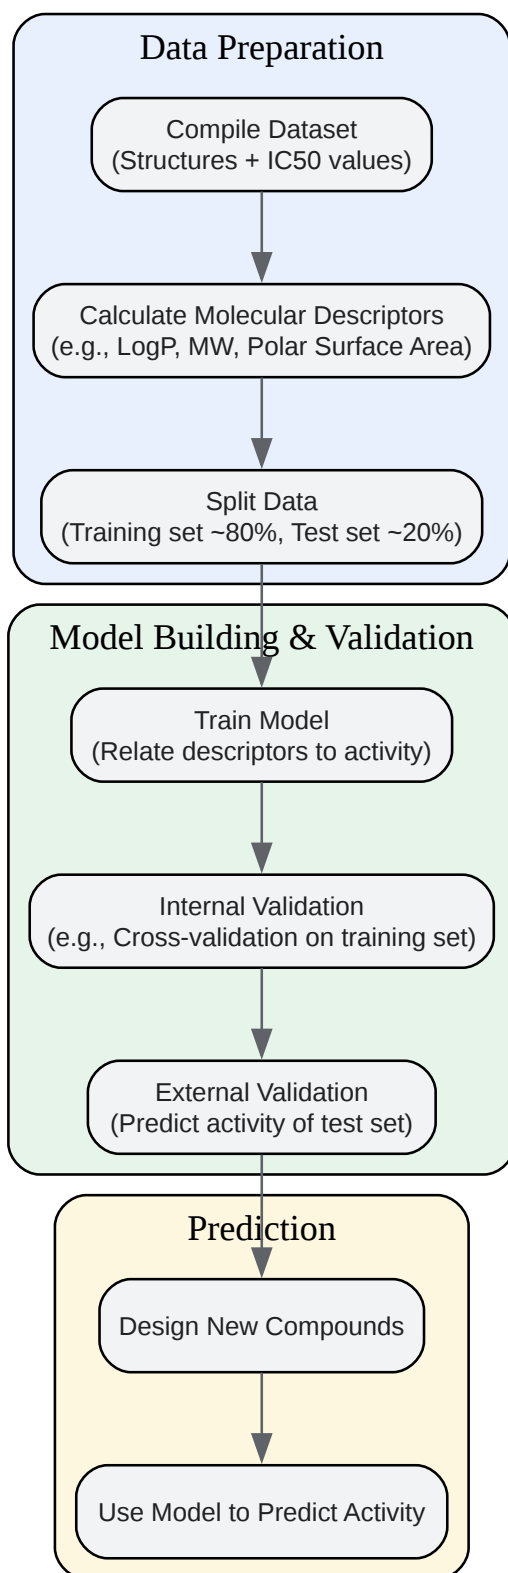 Data Preparation
Compile Dataset
(Structures + IC50 values)
Calculate Molecular Descriptors
(e.g., LogP, MW, Polar Surface Area)
Split Data
(Training set ~80%, Test set ~20%)
Model Building & Validation
Train Model
(Relate descriptors to activity)
Internal Validation
(e.g., Cross-validation on training set)
External Validation
(Predict activity of test set)
Prediction
Design New Compounds
Use Model to Predict Activity